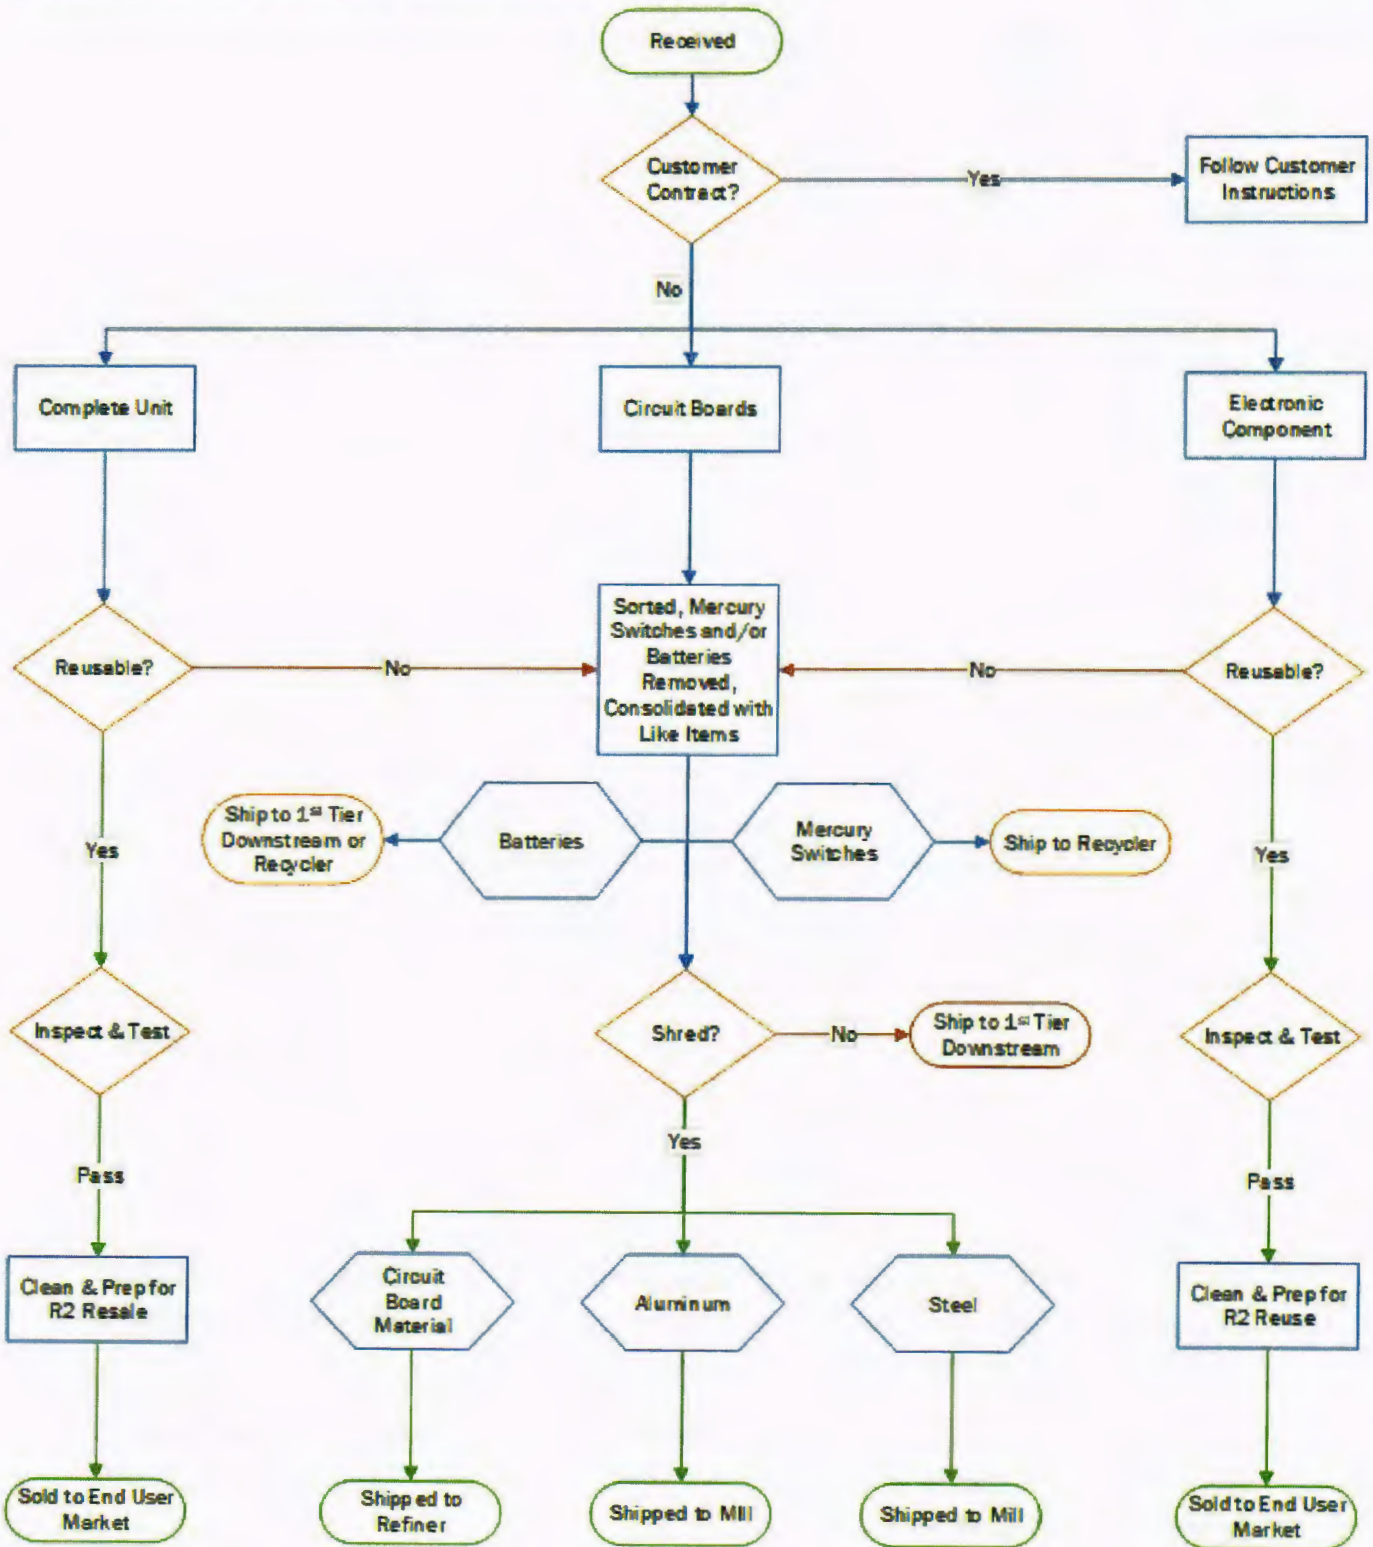 Received
Customer
Contract?
Yes
Follow Customer
Instructions
No
Complete Unit
Circuit Boards
Electronic
Component
Sorted, Mercury
Switches and/or
Batteries
Removed,
Consolidated with
Like Items
Reusable?
No
No
Reusable?
Ship to 1st Tier
Downstream or
Recycler
Batteries
Mercury
Switches
Ship to Recycler
Yes
Yes
Inspect & Test
Shred?
No
Ship to 1st Tier
Downstream
Inspect & Test
Yes
Pass
Pass
Clean & Prep for
R2 Resale
Circuit
Board
Material
Aluminum
Steel
Clean & Prep for
R2 Reuse
Sold to End User
Market
Shipped to
Refiner
Shipped to Mill
Shipped to Mill
Sold to End User
Market